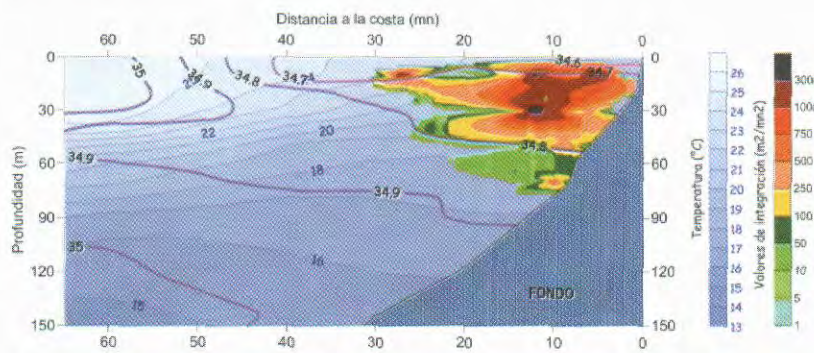 Distancia a la costa (mn)
60 50 40 30 20 10 0
0 30 60 90 120 150
Profundidad (m)
35 34.9 34.8 34.7 34.6 34.7
22 20 34.8
34.9 18 34.9
35 16
15 FONDO
0 30 60 90 120 150
60 50 40 30 20 10 0
Temperatura (°C)
26 25 24 23 22 21 20 19 18 17 16 15 14 13
Valores de integración (m2/mn2)
300 100 750 500 250 100 50 10 5 1